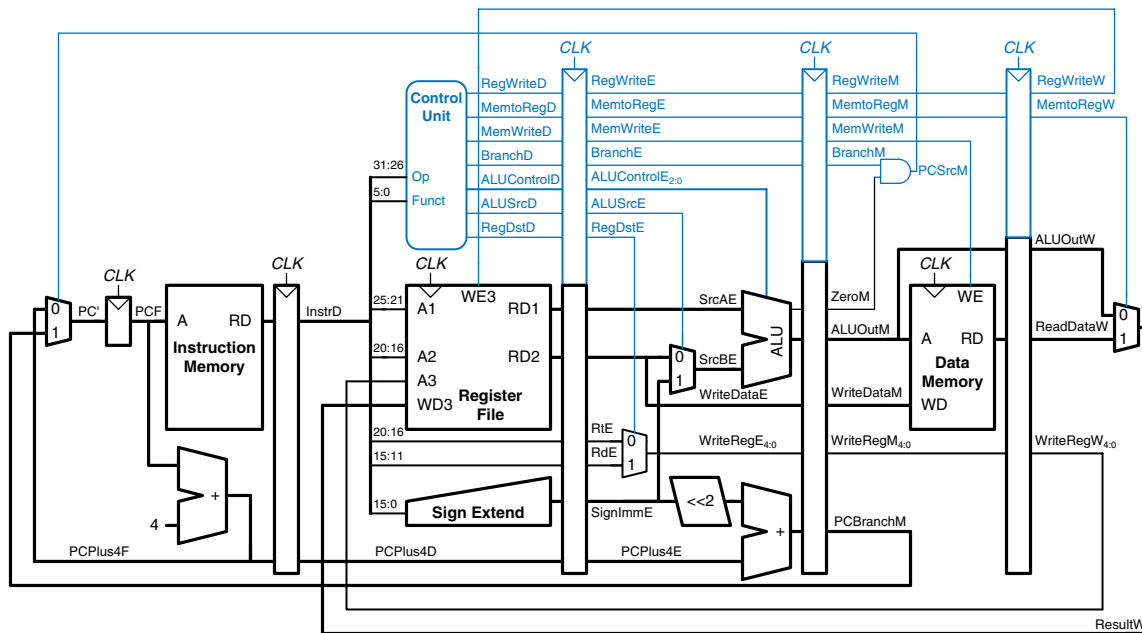 CLK CLK CLK
RegWriteD RegWriteE RegWriteM RegWriteW
Control Unit
MemtoRegD MemtoRegE MemtoRegM MemtoRegW
MemWriteD MemWriteE MemWriteM
BranchD BranchE BranchM
31:26 Op PCSrcM
ALUControlD ALUControlE2:0
5:0 Funct
ALUSrcD ALUSrcE
RegDstD RegDstE
CLK CLK CLK CLK
WE3 WE ALUOutW
0 PC' PCF A RD InstrD 25:21 A1 RD1 SrcAE ZeroM 0
1 Instruction Memory 20:16 A2 RD2 0 SrcBE ALU ALUOutM A RD ReadDataW 1
A3 1 Data Memory
WD3 Register File WriteDataE WriteDataM WD
20:16 RtE 0 WriteRegE4:0 WriteRegM4:0 WriteRegW4:0
15:11 RdE 1
+ 15:0 Sign Extend SignImmE <<2
4 + PCBranchM
PCPlus4F PCPlus4D PCPlus4E
ResultW